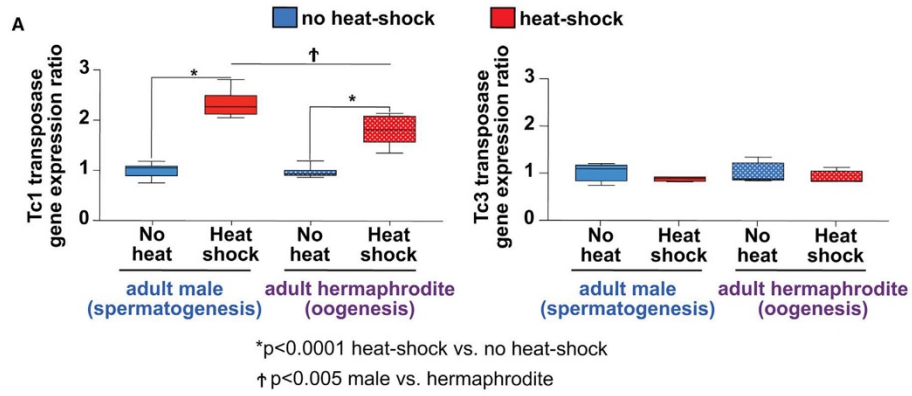 A
no heat-shock
heat-shock
Tc1 transposase
gene expression ratio
3
2
1
0
*
†
*
No
heat
Heat
shock
No
heat
Heat
shock
adult male
(spermatogenesis)
adult hermaphrodite
(oogenesis)
Tc3 transposase
gene expression ratio
3
2
1
0
No
heat
Heat
shock
No
heat
Heat
shock
adult male
(spermatogenesis)
adult hermaphrodite
(oogenesis)
*p<0.0001 heat-shock vs. no heat-shock
†p<0.005 male vs. hermaphrodite